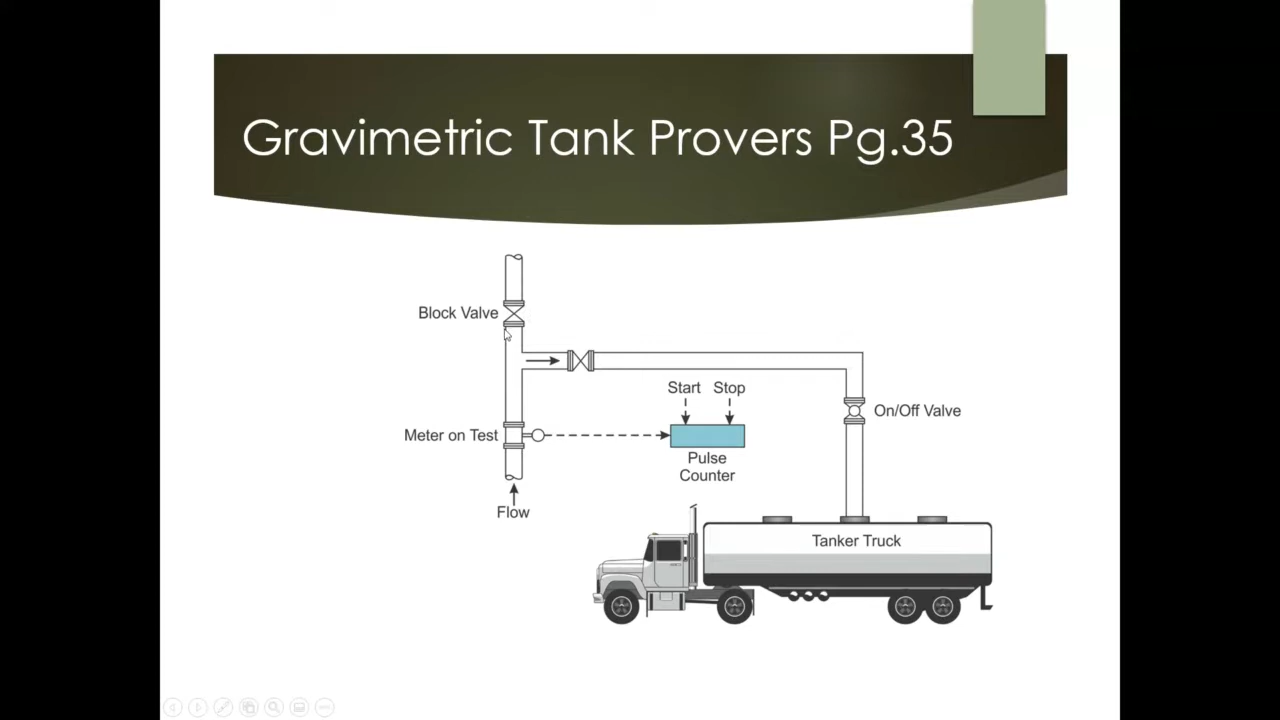 Gravimetric Tank Provers Pg.35
Block Valve
Start
Stop
On/Off Valve
Meter on Test
Pulse
Counter
Flow
Tanker Truck